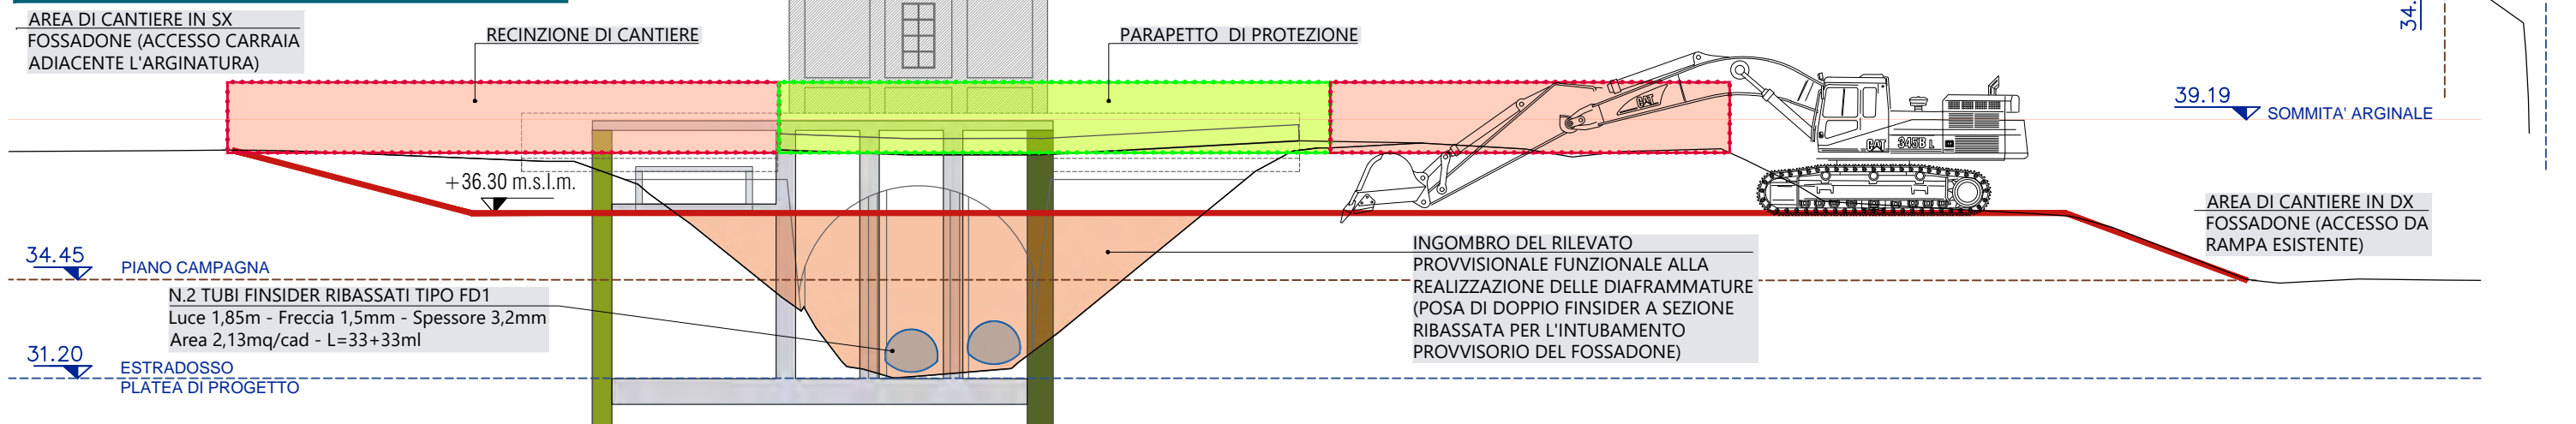 AREA DI CANTIERE IN SX
FOSSADONE (ACCESSO CARRAIA
ADIACENTE L'ARGINATURA)
RECINZIONE DI CANTIERE
PARAPETTO DI PROTEZIONE
34.
39.19
SOMMITA' ARGINALE
CAT
CAT 345B L
+36.30 m.s.l.m.
AREA DI CANTIERE IN DX
FOSSADONE (ACCESSO DA
RAMPA ESISTENTE)
34.45
PIANO CAMPAGNA
INGOMBRO DEL RILEVATO
PROVVISIONALE FUNZIONALE ALLA
REALIZZAZIONE DELLE DIAFRAMMATURE
(POSA DI DOPPIO FINSIDER A SEZIONE
RIBASSATA PER L'INTUBAMENTO
PROVVISORIO DEL FOSSADONE)
N.2 TUBI FINSIDER RIBASSATI TIPO FD1
Luce 1,85m - Freccia 1,5mm - Spessore 3,2mm
Area 2,13mq/cad - L=33+33ml
31.20
ESTRADOSSO
PLATEA DI PROGETTO